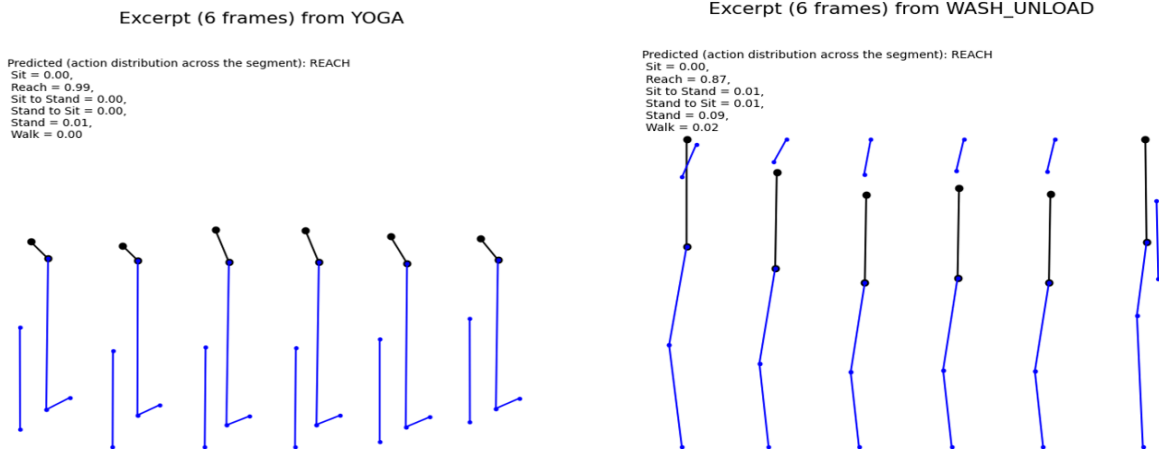 Excerpt (6 frames) from YOGA
Predicted (action distribution across the segment): REACH
Sit = 0.00,
Reach = 0.99,
Sit to Stand = 0.00,
Stand to Sit = 0.00,
Stand = 0.01,
Walk = 0.00
Excerpt (6 frames) from WASH_UNLOAD
Predicted (action distribution across the segment): REACH
Sit = 0.00,
Reach = 0.87,
Sit to Stand = 0.01,
Stand to Sit = 0.01,
Stand = 0.09,
Walk = 0.02